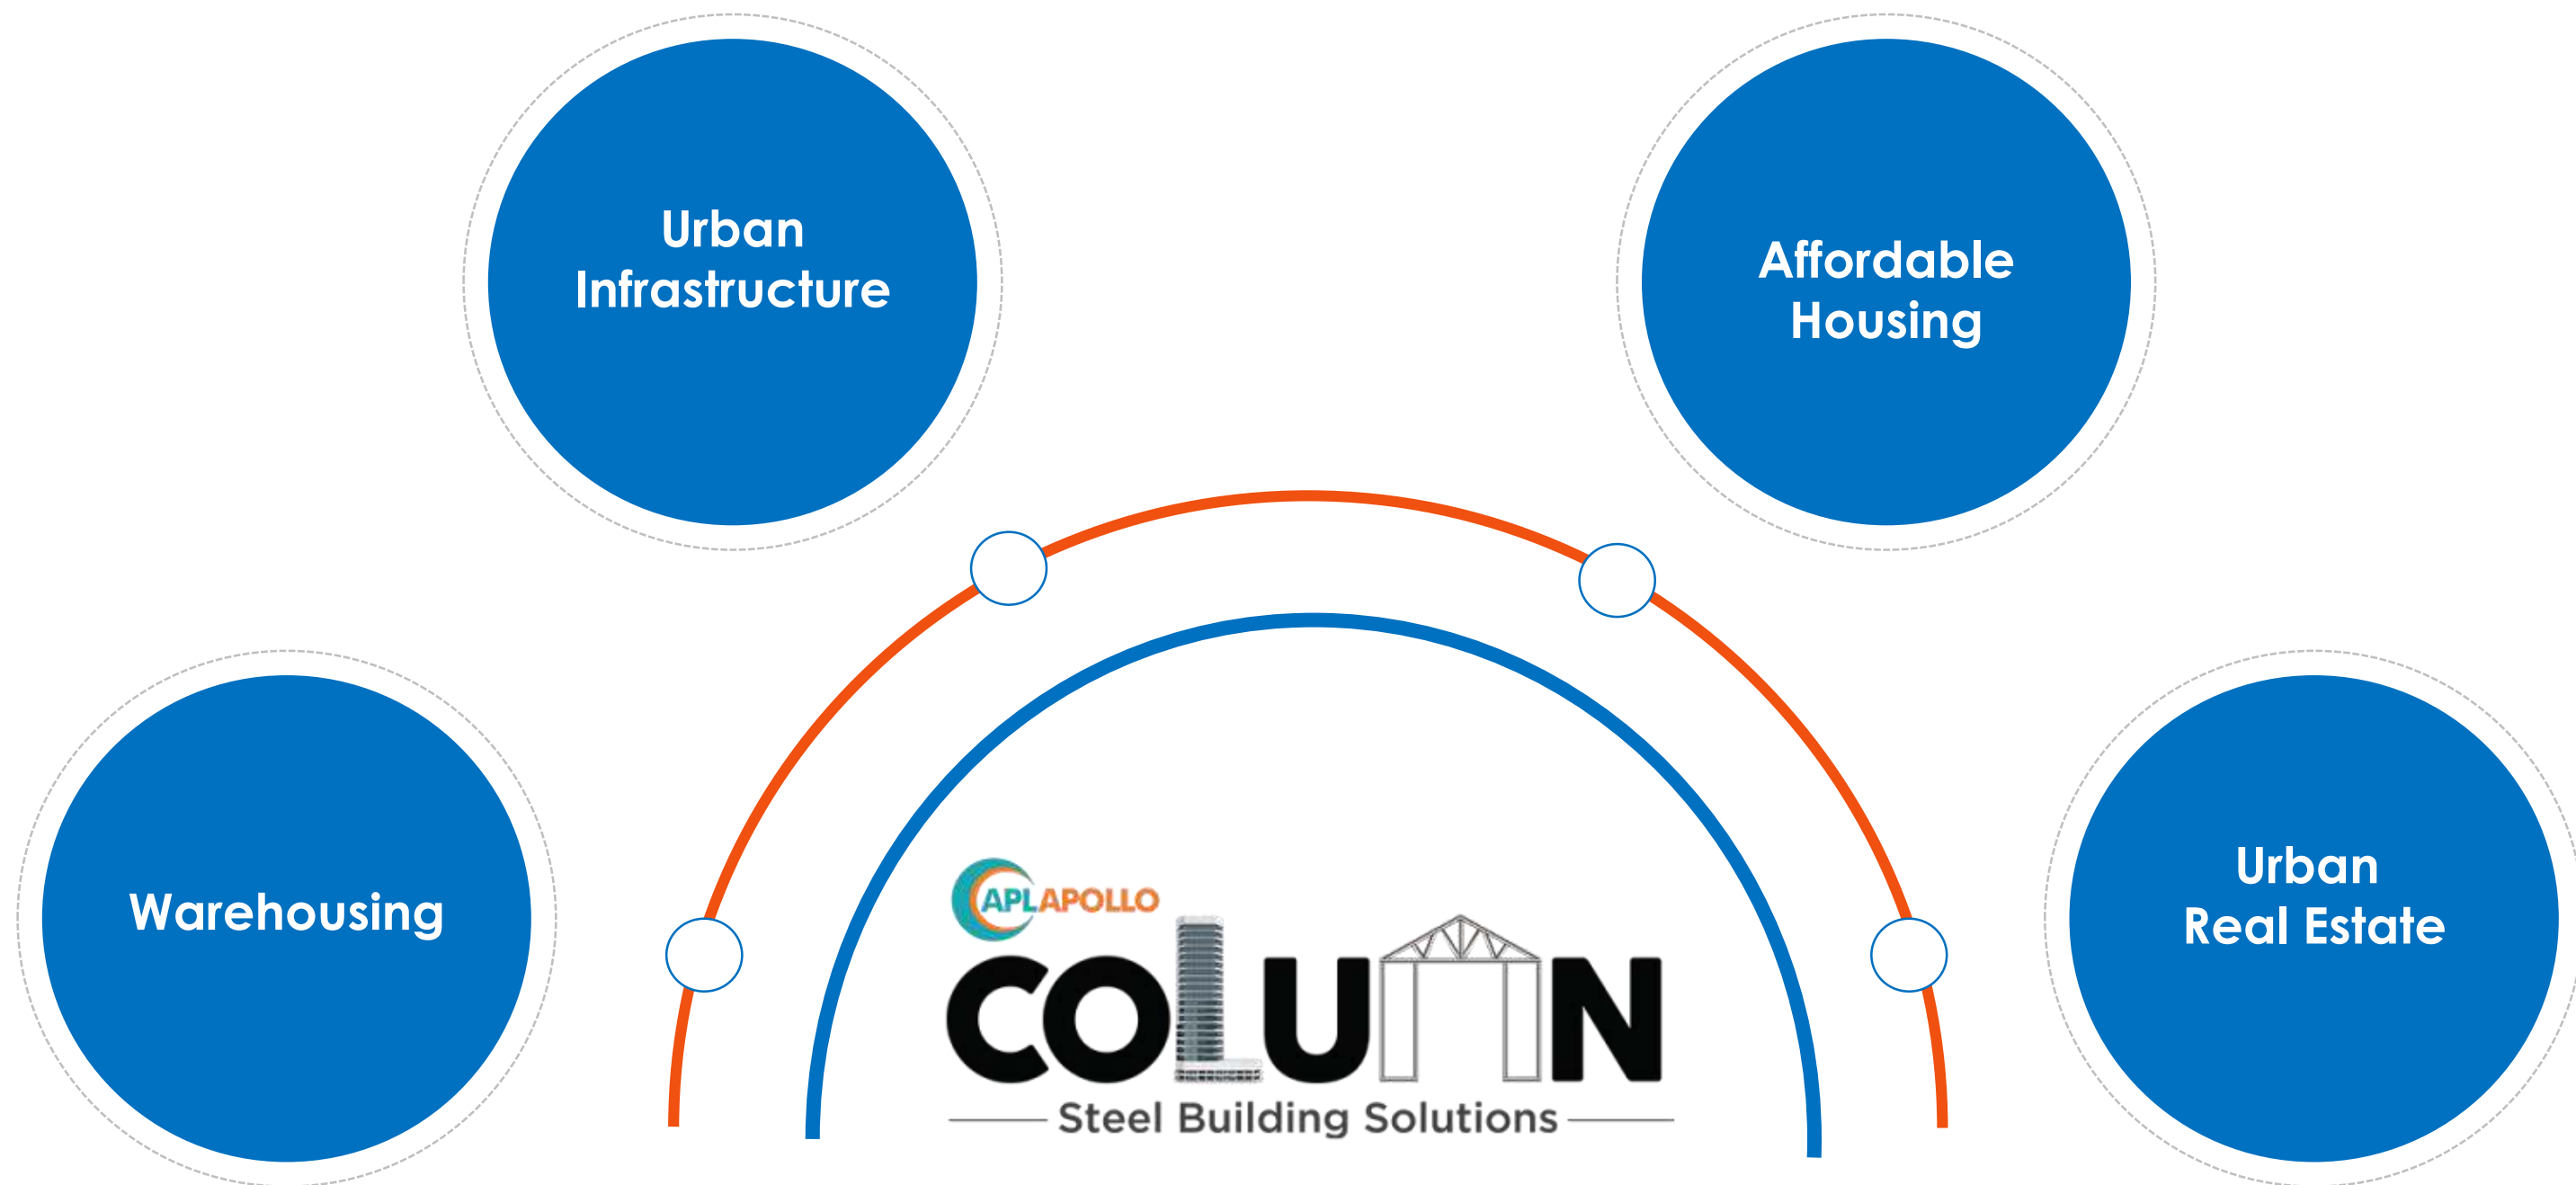 Urban
Infrastructure
Affordable
Housing
Warehousing
Urban
Real Estate
APLAPOLLO
COLUMN
Steel Building Solutions